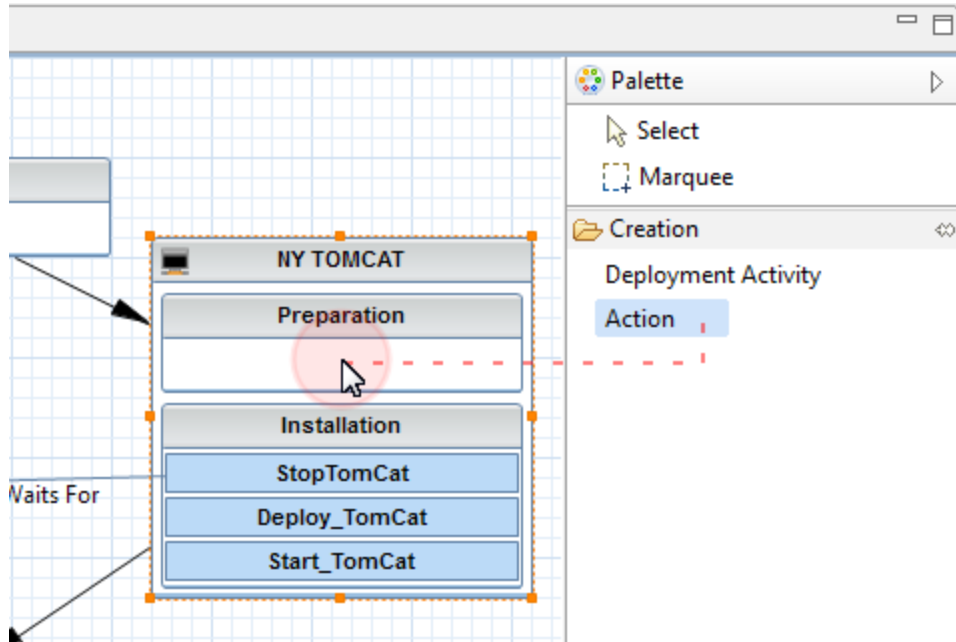 Palette
Select
Marquee
Creation
Deployment Activity
Action
NY TOMCAT
Preparation
Installation
StopTomCat
Deploy_TomCat
Start_TomCat
Waits For